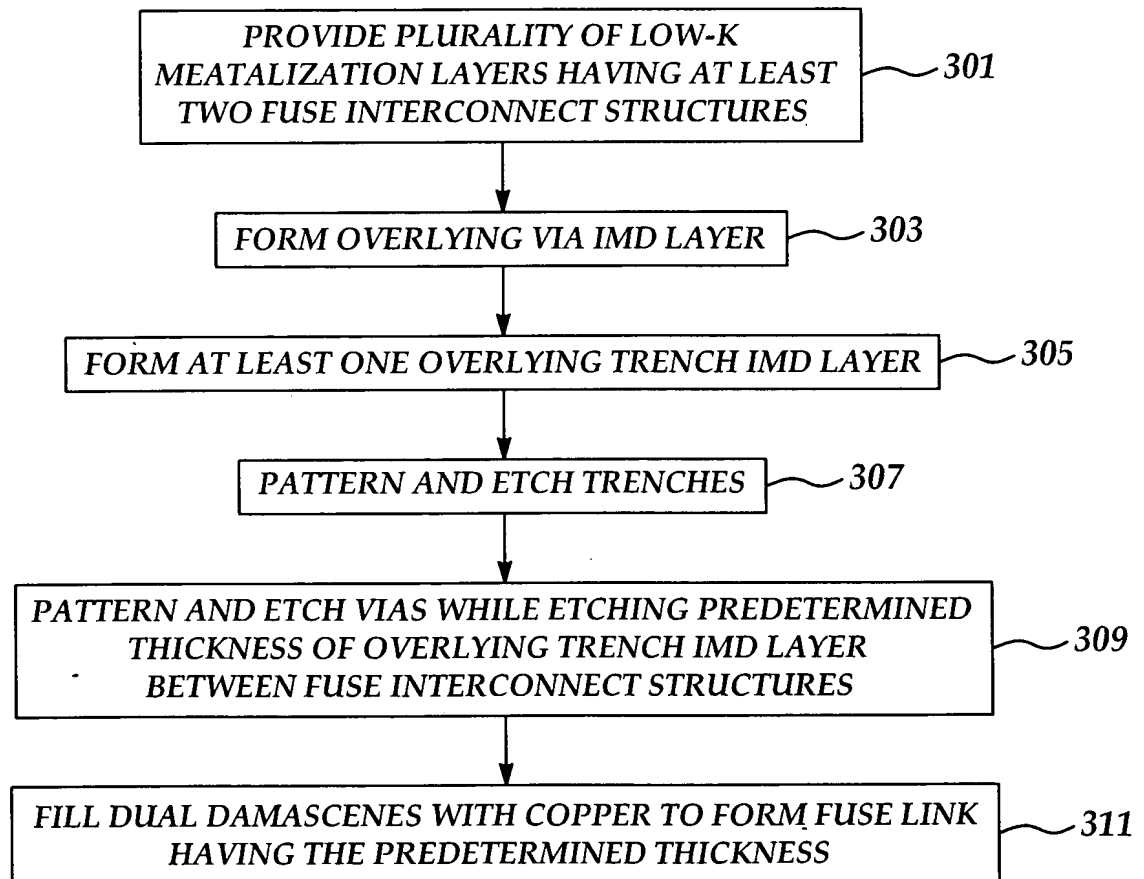 PROVIDE PLURALITY OF LOW-K
MEATALIZATION LAYERS HAVING AT LEAST
TWO FUSE INTERCONNECT STRUCTURES
301
FORM OVERLYING VIA IMD LAYER
303
FORM AT LEAST ONE OVERLYING TRENCH IMD LAYER
305
PATTERN AND ETCH TRENCHES
307
PATTERN AND ETCH VIAS WHILE ETCHING PREDETERMINED
THICKNESS OF OVERLYING TRENCH IMD LAYER
BETWEEN FUSE INTERCONNECT STRUCTURES
309
FILL DUAL DAMASCENES WITH COPPER TO FORM FUSE LINK
HAVING THE PREDETERMINED THICKNESS
311